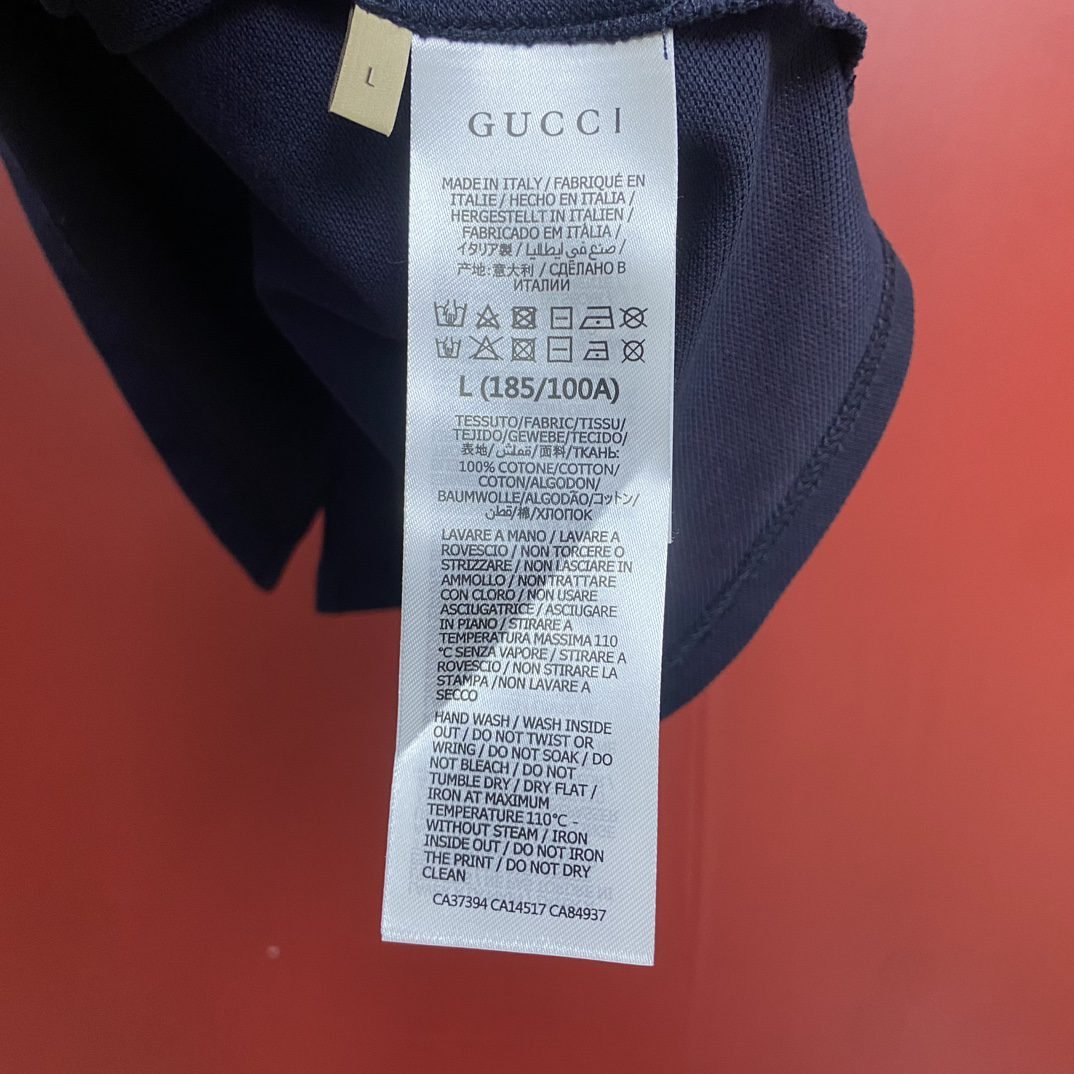 L
GUCCI
MADE IN ITALY / FABRIQUÉ EN
ITALIE / HECHO EN ITALIA /
HERGESTELLT IN ITALIEN /
FABRICADO EM ITÁLIA /
イタリア製 / صنع في إيطاليا /
产地: 意大利 / СДЕЛАНО В
ИТАЛИИ
L (185/100A)
TESSUTO/FABRIC/TISSU/
TEJIDO/GEWEBE/TECIDO/
表地/قماش/面料/ТКАНЬ:
100% COTONE/COTTON/
COTON/ALGODON/
BAUMWOLLE/ALGODÃO/コットン/
قطن/棉/ХЛОПОК
LAVARE A MANO / LAVARE A
ROVESCIO / NON TORCERE O
STRIZZARE / NON LASCIARE IN
AMMOLLO / NON TRATTARE
CON CLORO / NON USARE
ASCIUGATRICE / ASCIUGARE
IN PIANO / STIRARE A
TEMPERATURA MASSIMA 110
°C SENZA VAPORE / STIRARE A
ROVESCIO / NON STIRARE LA
STAMPA /NON LAVARE A
SECCO
HAND WASH / WASH INSIDE
OUT / DO NOT TWIST OR
WRING / DO NOT SOAK / DO
NOT BLEACH / DO NOT
TUMBLE DRY / DRY FLAT /
IRON AT MAXIMUM
TEMPERATURE 110°C -
WITHOUT STEAM / IRON
INSIDE OUT / DO NOT IRON
THE PRINT / DO NOT DRY
CLEAN
CA37394 CA14517 CA84937